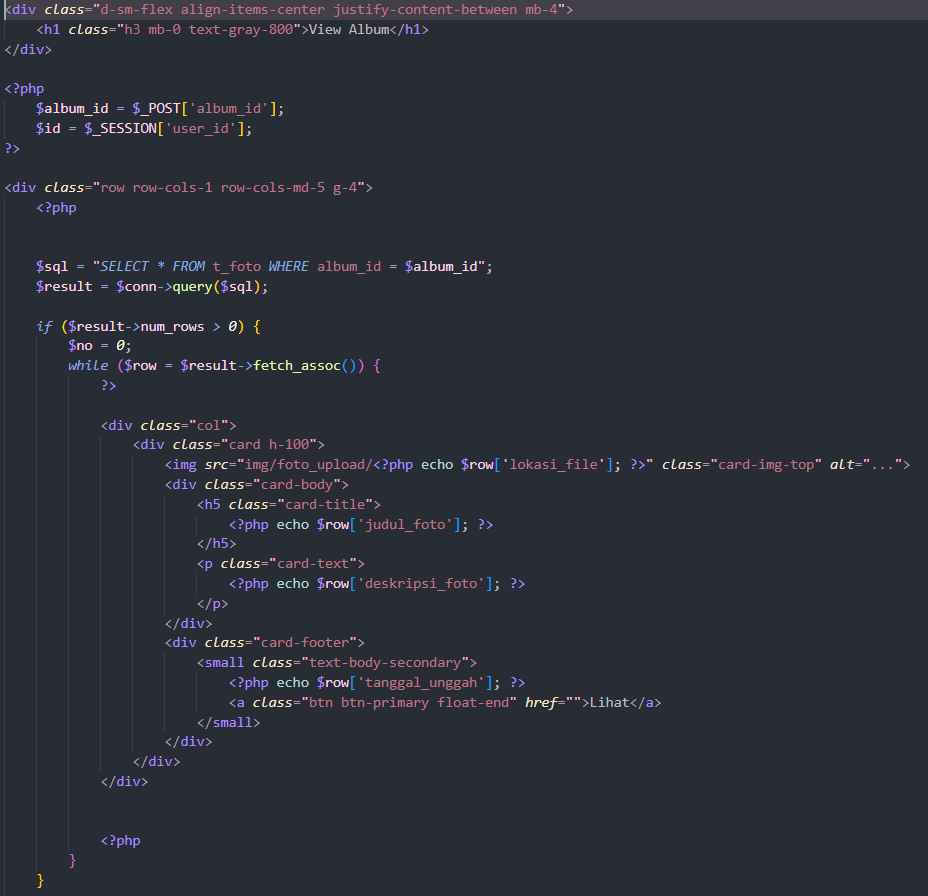 <div class="d-sm-flex align-items-center justify-content-between mb-4">
<h1 class="h3 mb-0 text-gray-800">View Album</h1>
</div>
<?php
$album_id = $_POST['album_id'];
$id = $_SESSION['user_id'];
?>
<div class="row row-cols-1 row-cols-md-5 g-4">
<?php
$sql = "SELECT * FROM t_foto WHERE album_id = $album_id";
$result = $conn->query($sql);
if ($result->num_rows > 0) {
$no = 0;
while ($row = $result->fetch_assoc()) {
?>
<div class="col">
<div class="card h-100">
<img src="img/foto_upload/<?php echo $row['lokasi_file']; ?>" class="card-img-top" alt="...">
<div class="card-body">
<h5 class="card-title">
<?php echo $row['judul_foto']; ?>
</h5>
<p class="card-text">
<?php echo $row['deskripsi_foto']; ?>
</p>
</div>
<div class="card-footer">
<small class="text-body-secondary">
<?php echo $row['tanggal_unggah']; ?>
<a class="btn btn-primary float-end" href="">Lihat</a>
</small>
</div>
</div>
</div>
<?php
}
}